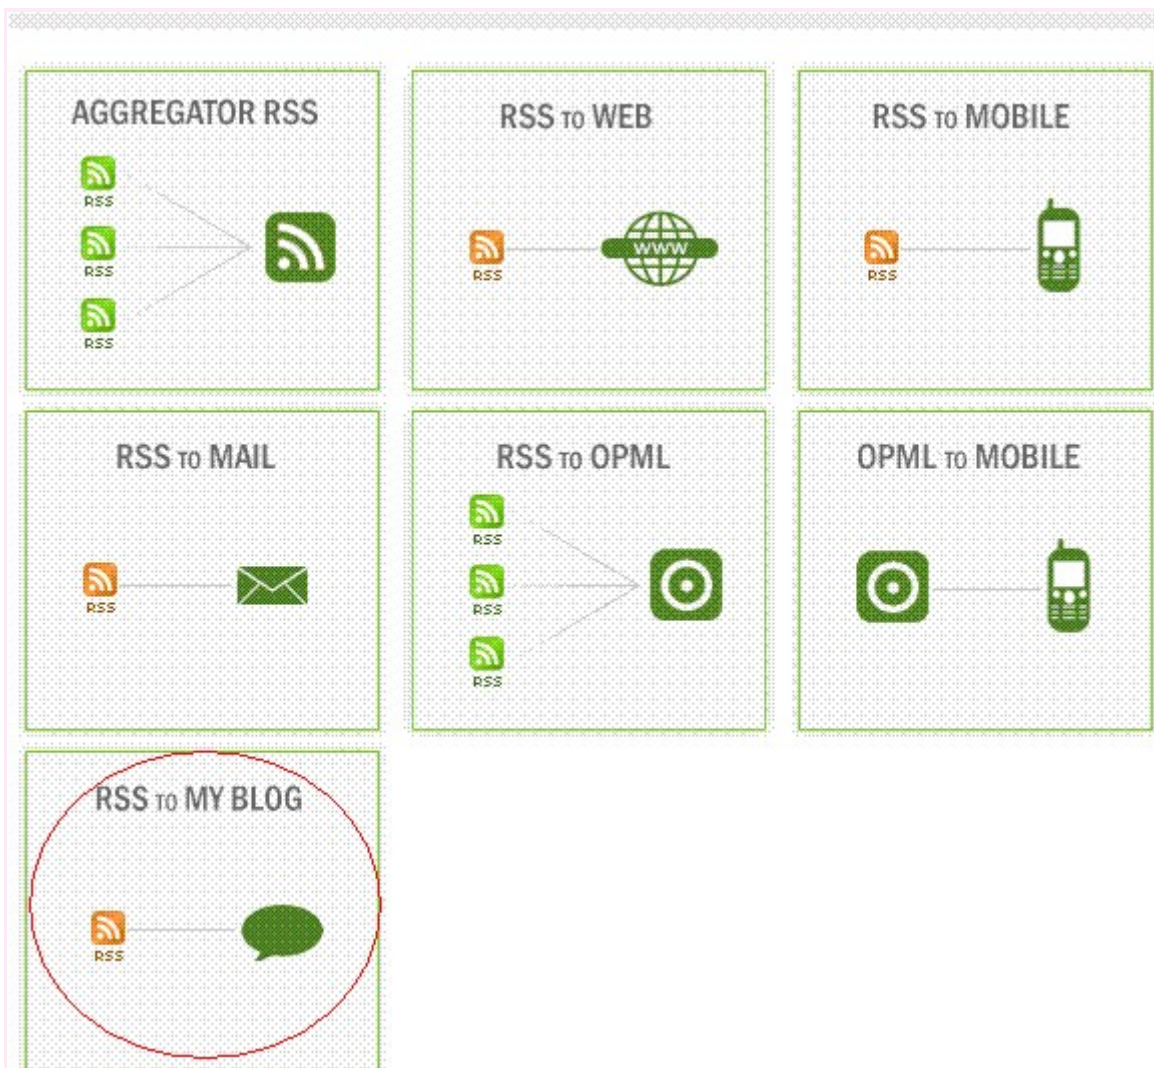 AGGREGATOR RSS
RSS
RSS
RSS
RSS TO WEB
RSS
WWW
RSS TO MOBILE
RSS
RSS TO MAIL
RSS
RSS TO OPML
RSS
RSS
RSS
OPML TO MOBILE
RSS TO MY BLOG
RSS